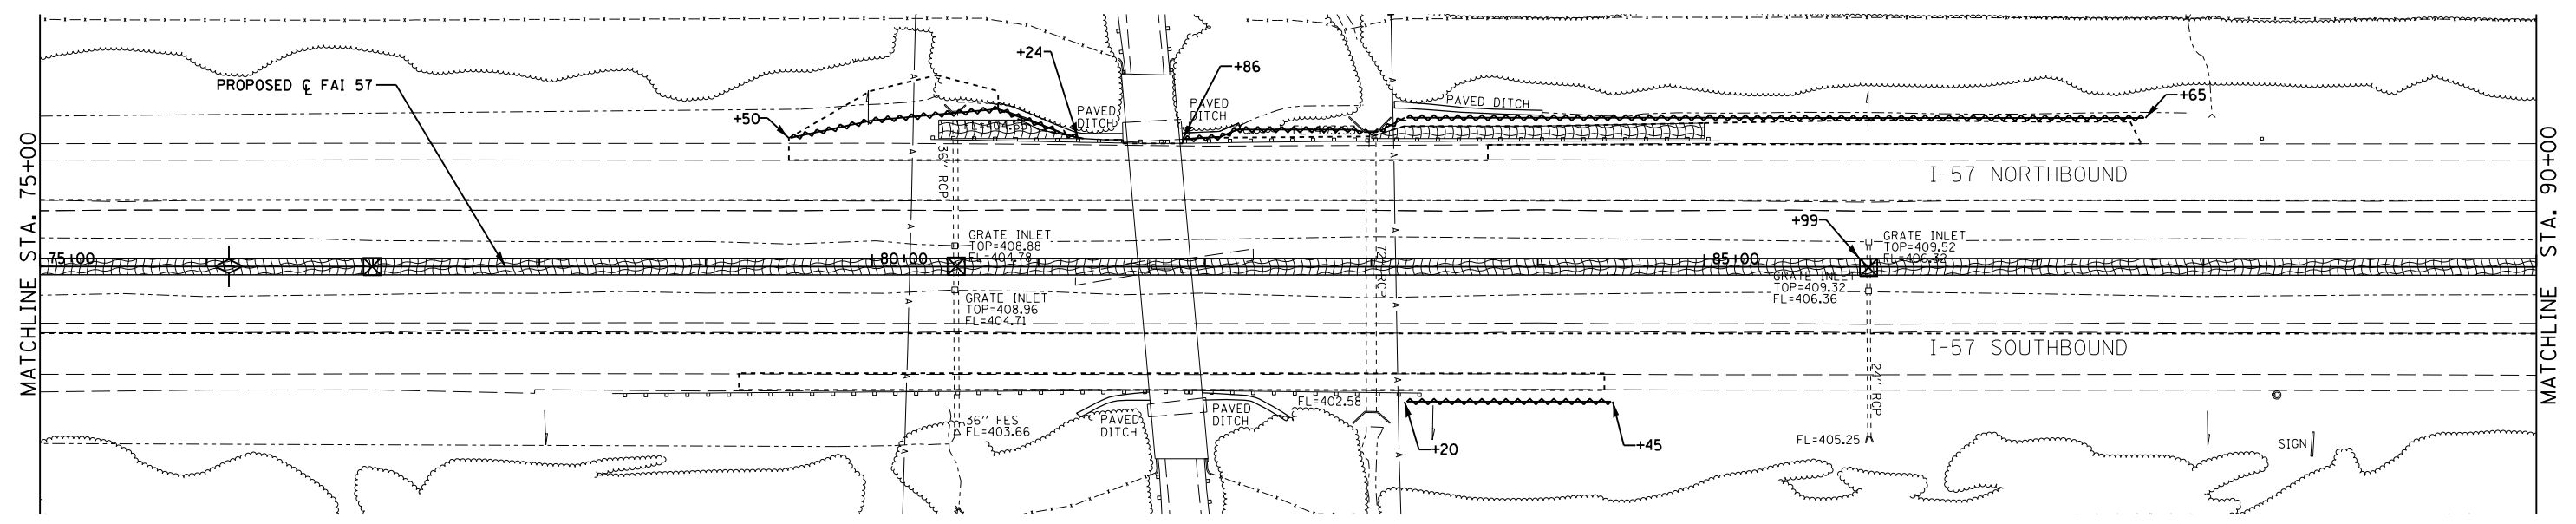 +24
+86
PROPOSED ℄ FAI 57
+65
PAVED
DITCH
PAVED
DITCH
PAVED DITCH
+50
36'' RCP
I-57 NORTHBOUND
MATCHLINE STA. 75+00
MATCHLINE STA. 90+00
+99
GRATE INLET
TOP=408.88
FL=404.78
GRATE INLET
TOP=409.52
FL=406.32
75+00
80+00
85+00
72'' RCP
GRATE INLET
TOP=409.32
FL=406.36
GRATE INLET
TOP=408.96
FL=404.71
I-57 SOUTHBOUND
24'' RCP
FL=402.58
PAVED
DITCH
PAVED
DITCH
36'' FES
FL=403.66
+20
+45
FL=405.25
SIGN
A
A
A
A
A
A
A
A
A
A
A
A